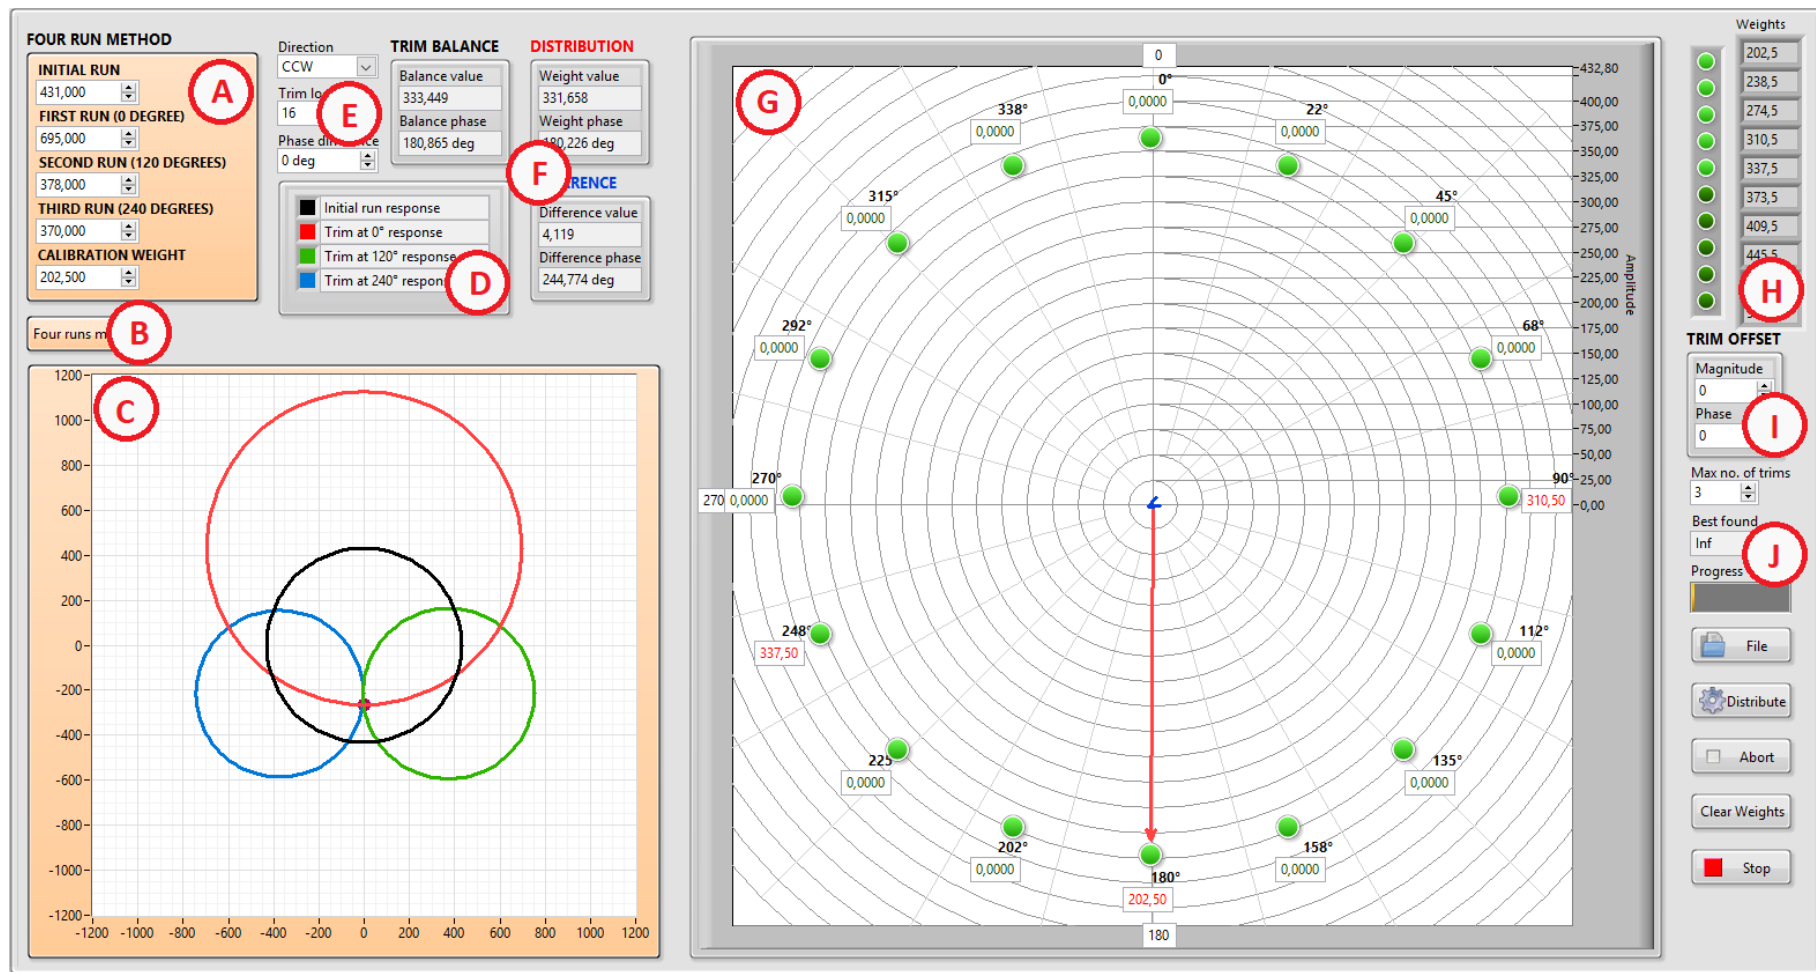 FOUR RUN METHOD
INITIAL RUN
431,000
FIRST RUN (0 DEGREE)
695,000
SECOND RUN (120 DEGREES)
378,000
THIRD RUN (240 DEGREES)
370,000
CALIBRATION WEIGHT
202,500
A
Four runs m
B
Direction
CCW
Trim lo
16
Phase di
0 deg
E
TRIM BALANCE
Balance value
333,449
Balance phase
180,865 deg
DISTRIBUTION
Weight value
331,658
Weight phase
180,226 deg
F
RRENCE
Difference value
4,119
Difference phase
244,774 deg
Initial run response
Trim at 0° response
Trim at 120° response
Trim at 240° respon
D
C
1200
1000
800
600
400
200
0
-200
-400
-600
-800
-1000
-1200
-1200 -1000 -800 -600 -400 -200 0 200 400 600 800 1000 1200
G
0
0°
0,0000
338°
0,0000
22°
0,0000
315°
0,0000
45°
0,0000
292°
0,0000
68°
0,0000
270°
270
0,0000
90°
310,50
248°
337,50
112°
0,0000
225°
0,0000
135°
0,0000
202°
0,0000
158°
0,0000
180°
202,50
180
432,80
400,00
375,00
350,00
325,00
300,00
275,00
250,00
225,00
200,00
175,00
150,00
125,00
100,00
75,00
50,00
25,00
0,00
Amplitude
Weights
202,5
238,5
274,5
310,5
337,5
373,5
409,5
445,5
H
TRIM OFFSET
Magnitude
0
Phase
0
I
Max no. of trims
3
Best found
Inf
J
Progress
File
Distribute
Abort
Clear Weights
Stop